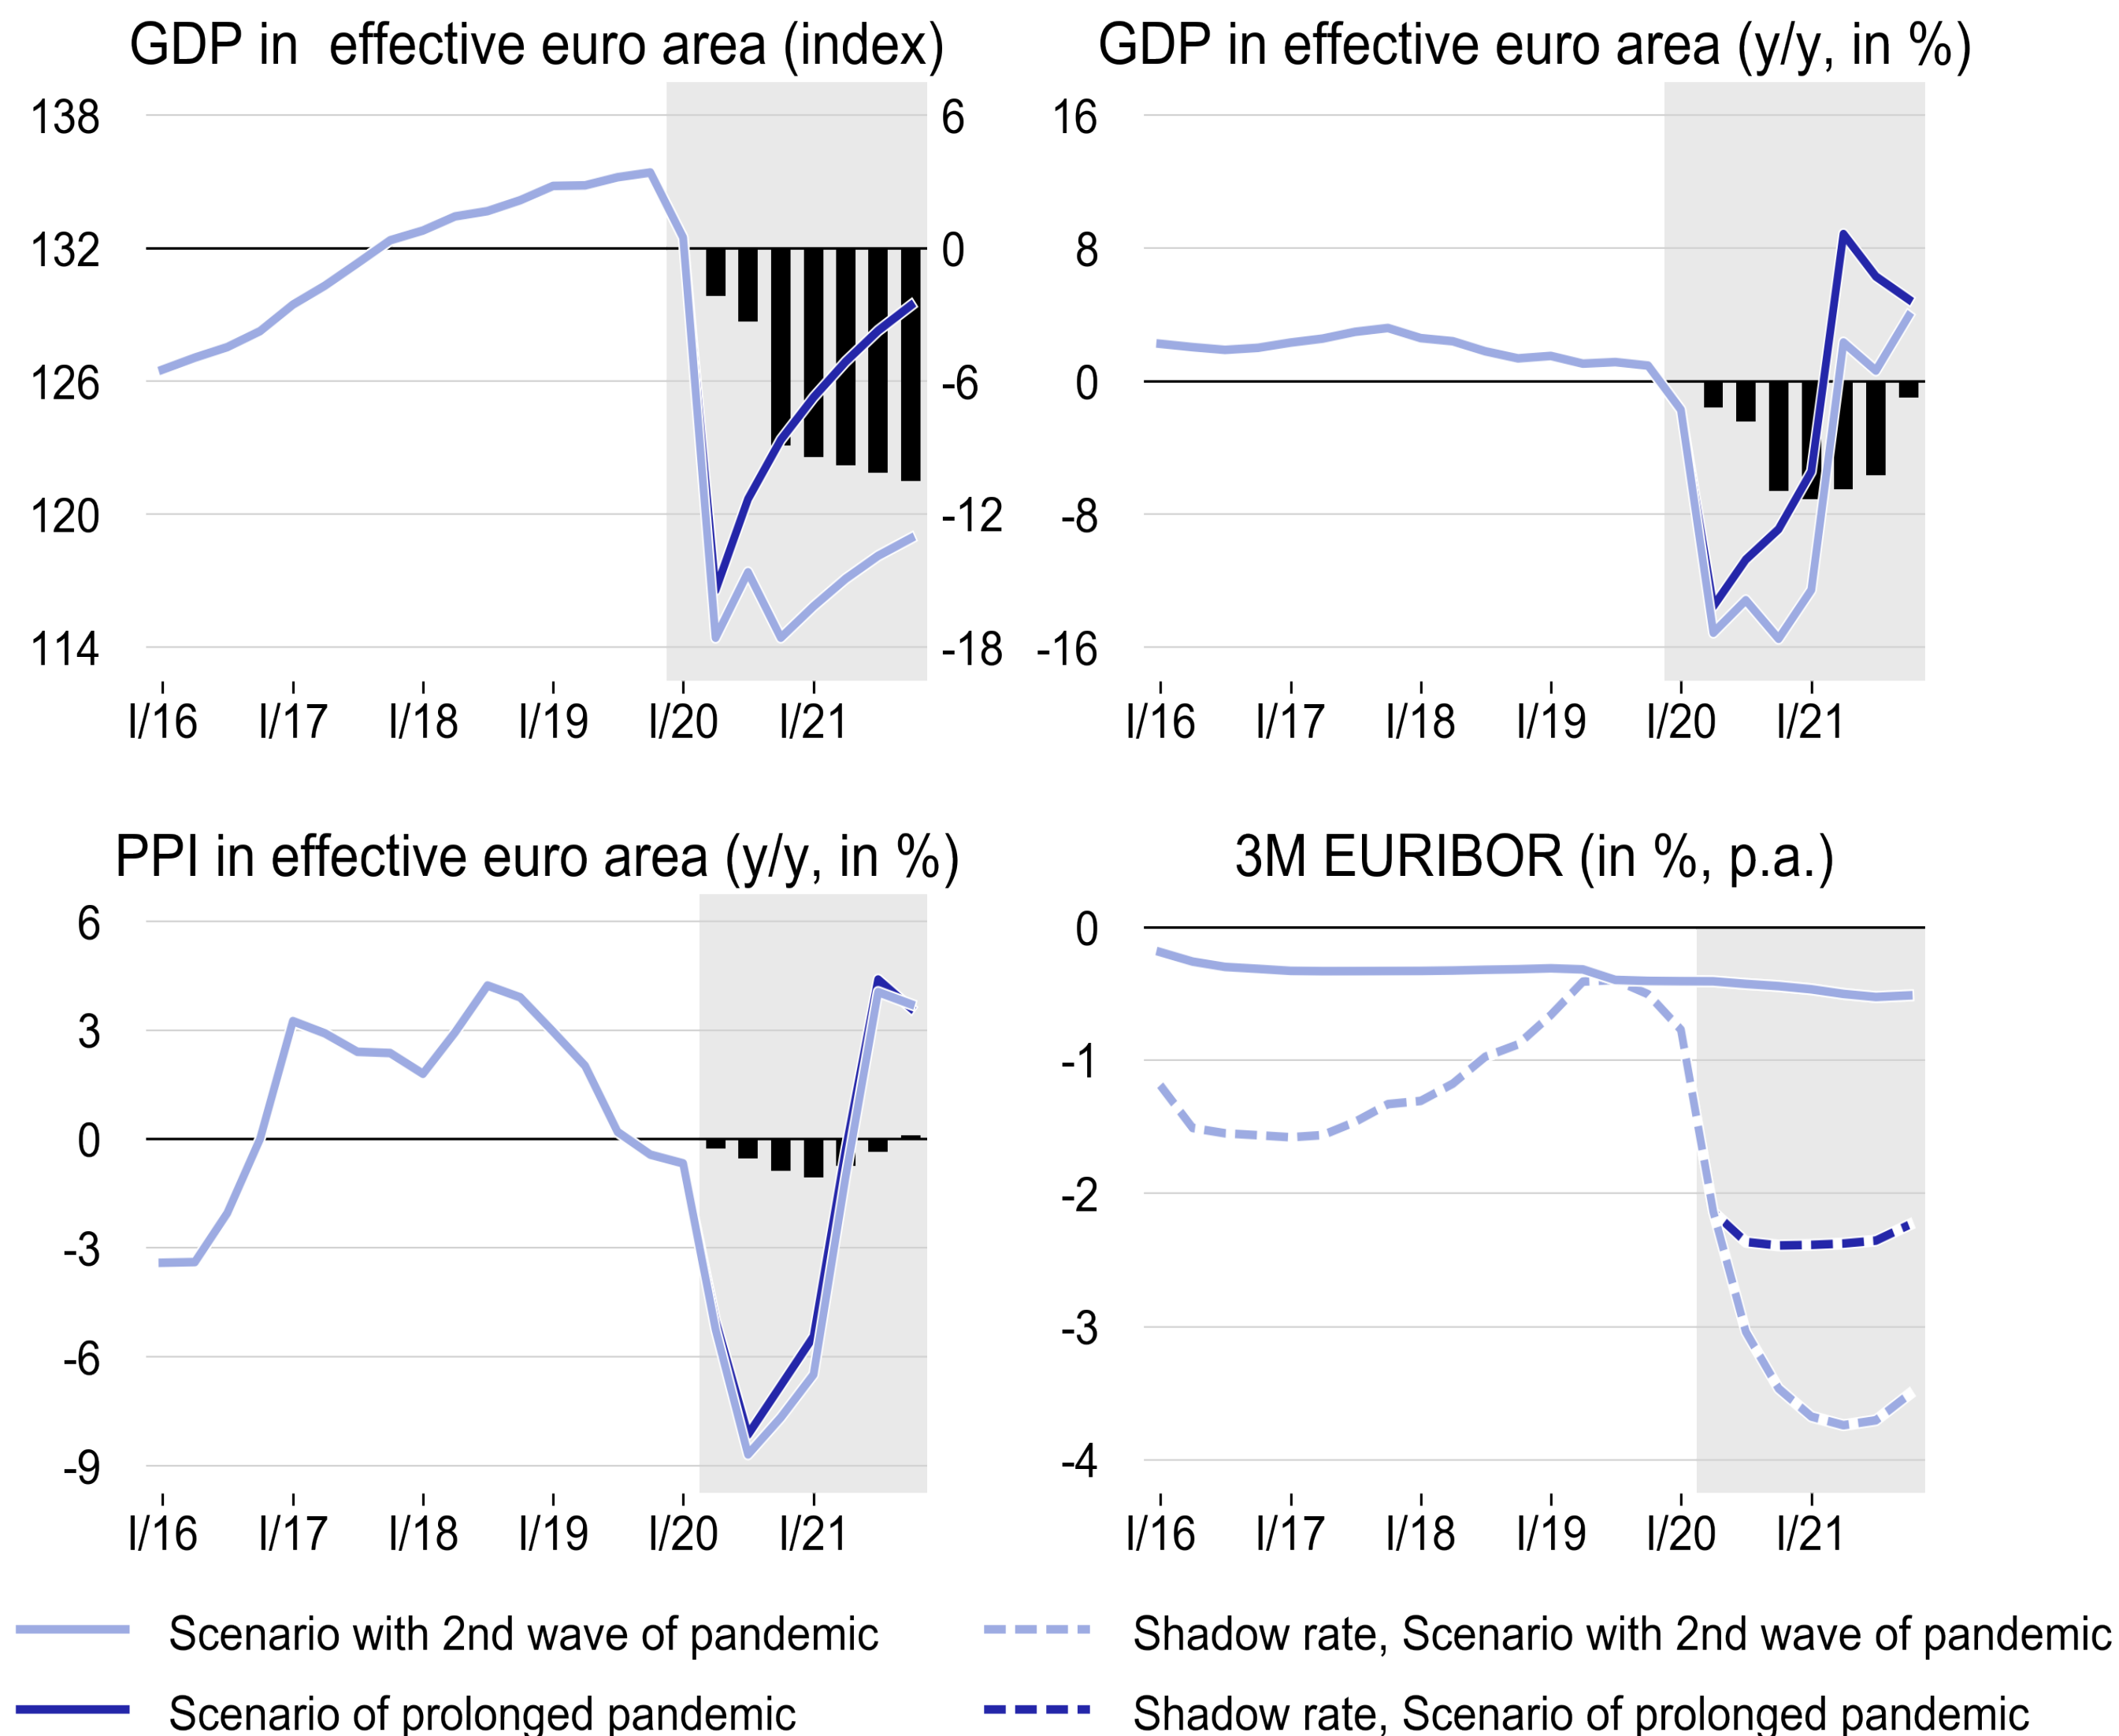 GDP in effective euro area (index)
138
132
126
120
114
6
0
-6
-12
-18
I/16 I/17 I/18 I/19 I/20 I/21
GDP in effective euro area (y/y, in %)
16
8
0
-8
-16
I/16 I/17 I/18 I/19 I/20 I/21
PPI in effective euro area (y/y, in %)
6
3
0
-3
-6
-9
I/16 I/17 I/18 I/19 I/20 I/21
3M EURIBOR (in %, p.a.)
0
-1
-2
-3
-4
I/16 I/17 I/18 I/19 I/20 I/21
Scenario with 2nd wave of pandemic
Scenario of prolonged pandemic
Shadow rate, Scenario with 2nd wave of pandemic
Shadow rate, Scenario of prolonged pandemic